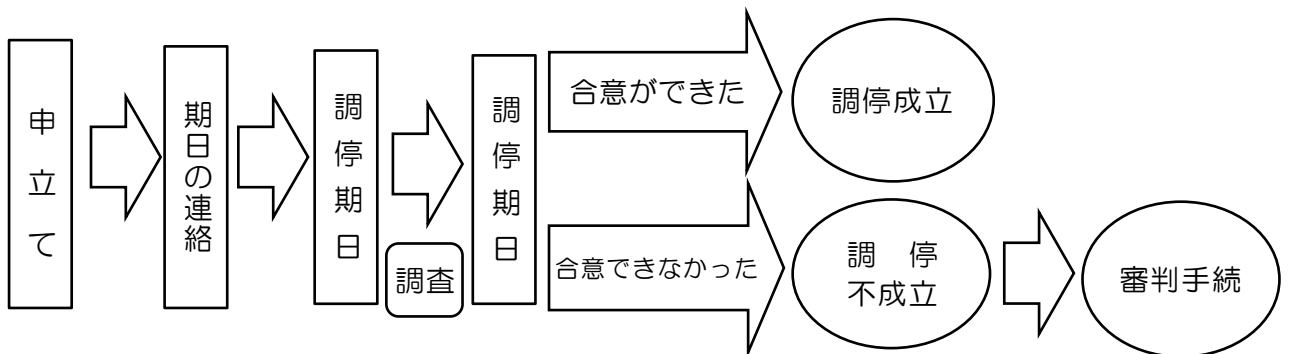 申立て
期日の連絡
調停期日
調査
調停期日
合意ができた
調停成立
合意できなかった
調　停
不成立
審判手続